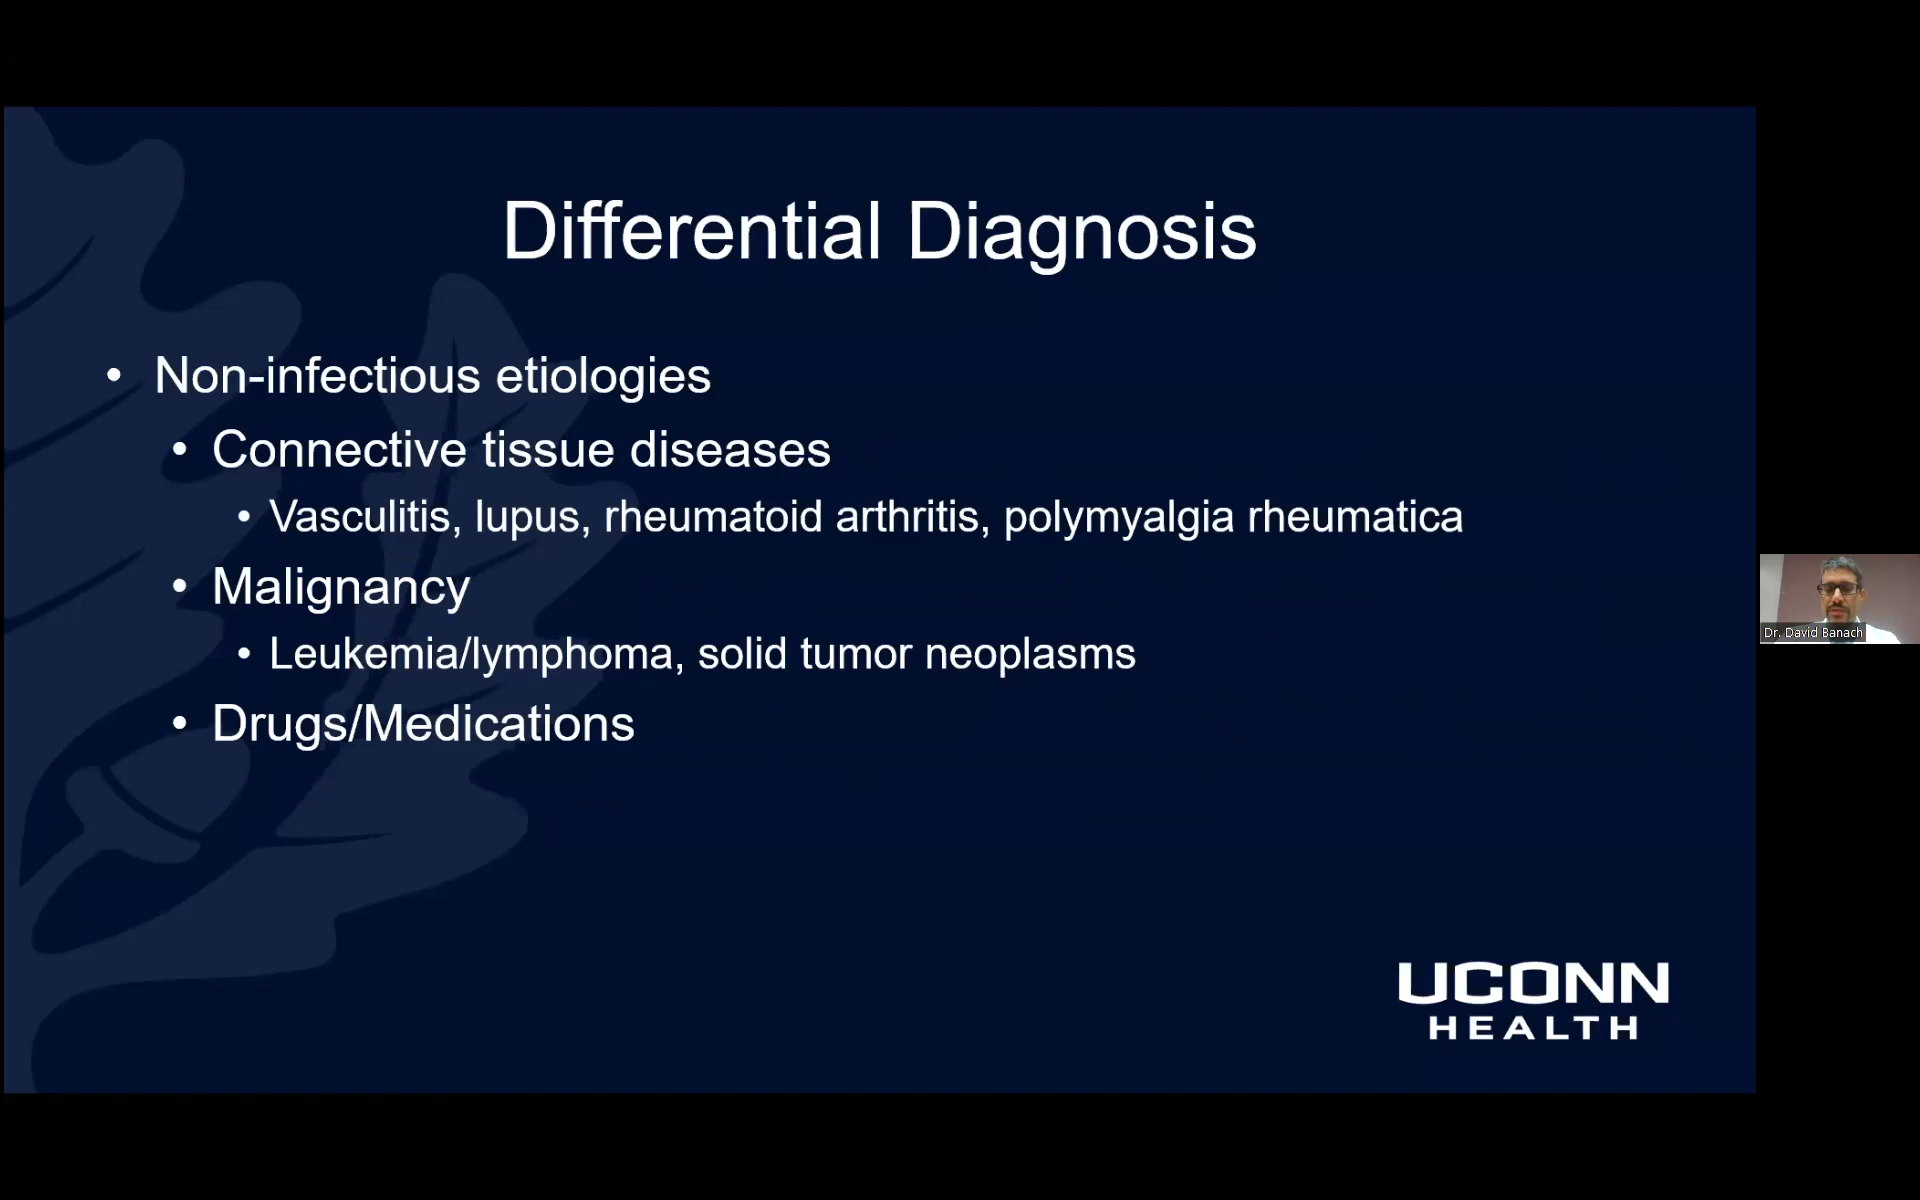 Differential Diagnosis
• Non-infectious etiologies
• Connective tissue diseases
• Vasculitis, lupus, rheumatoid arthritis, polymyalgia rheumatica
• Malignancy
• Leukemia/lymphoma, solid tumor neoplasms
• Drugs/Medications
Dr. David Banach
UCONN
HEALTH